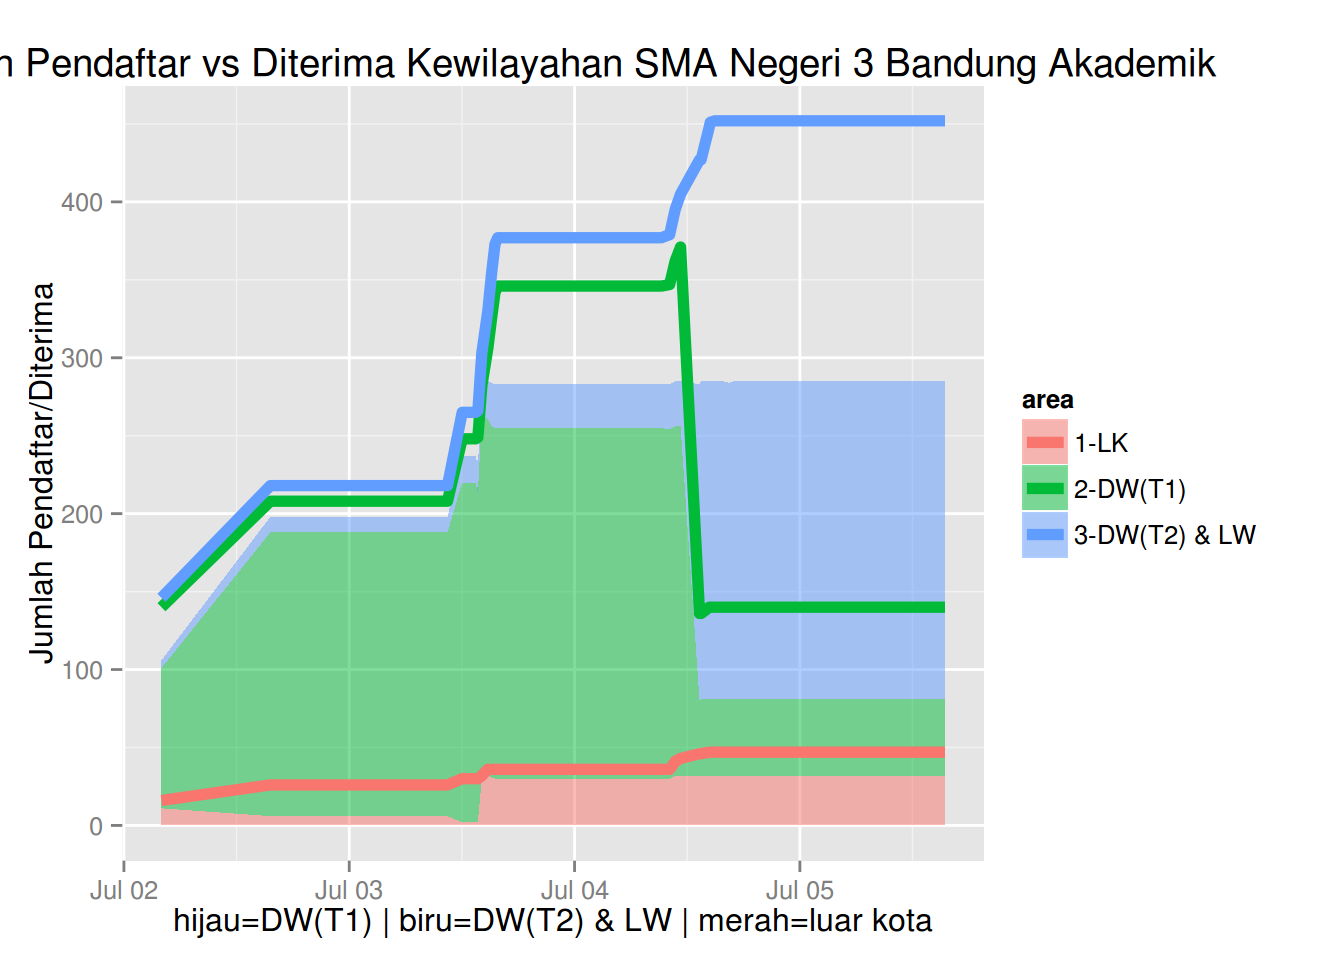 Pendaftar vs Diterima Kewilayahan SMA Negeri 3 Bandung Akademik
Jumlah Pendaftar/Diterima
400
300
200
100
0
Jul 02
Jul 03
Jul 04
Jul 05
hijau=DW(T1) | biru=DW(T2) & LW | merah=luar kota
area
1-LK
2-DW(T1)
3-DW(T2) & LW